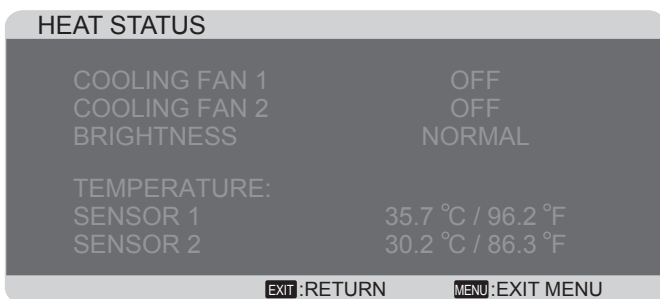 HEAT STATUS
COOLING FAN 1 OFF
COOLING FAN 2 OFF
BRIGHTNESS NORMAL
TEMPERATURE:
SENSOR 1 35.7 °C / 96.2 °F
SENSOR 2 30.2 °C / 86.3 °F
EXIT:RETURN MENU:EXIT MENU